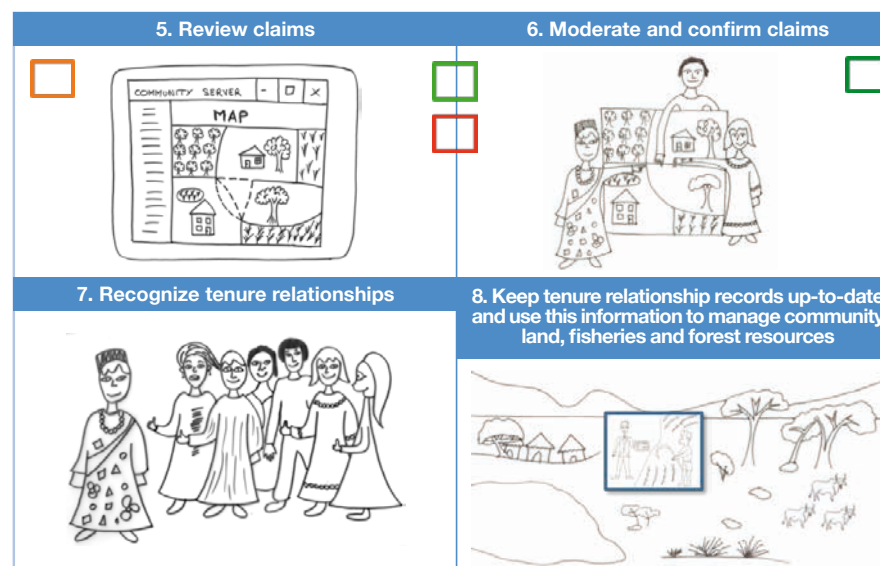 5. Review claims
6. Moderate and confirm claims
COMMUNITY SERVER - X
MAP
7. Recognize tenure relationships
8. Keep tenure relationship records up-to-date
and use this information to manage community
land, fisheries and forest resources